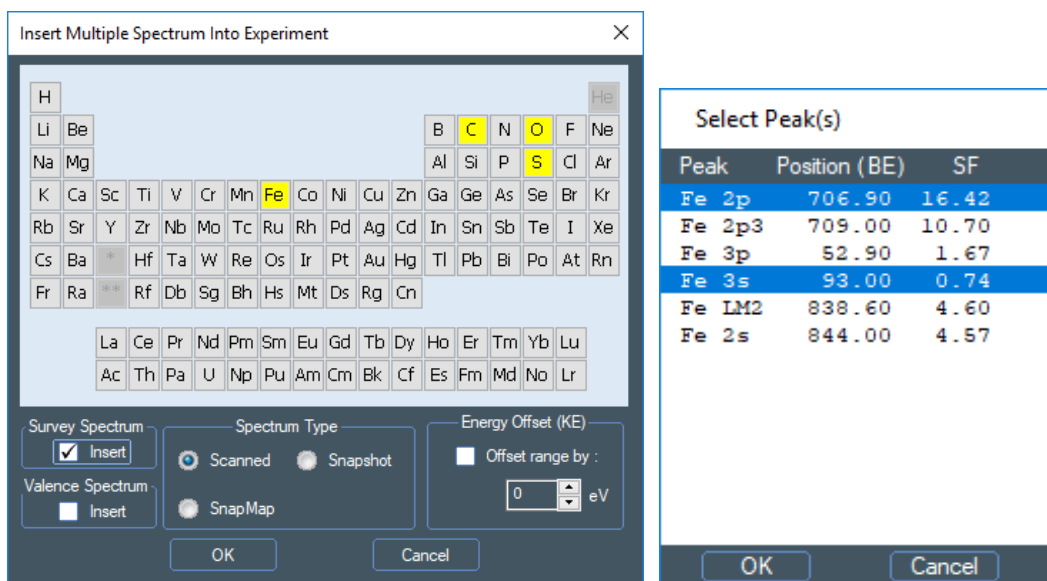 Insert Multiple Spectrum Into Experiment
H He
Li Be B C N O F Ne
Na Mg Al Si P S Cl Ar
K Ca Sc Ti V Cr Mn Fe Co Ni Cu Zn Ga Ge As Se Br Kr
Rb Sr Y Zr Nb Mo Tc Ru Rh Pd Ag Cd In Sn Sb Te I Xe
Cs Ba * Hf Ta W Re Os Ir Pt Au Hg Tl Pb Bi Po At Rn
Fr Ra ** Rf Db Sg Bh Hs Mt Ds Rg Cn
La Ce Pr Nd Pm Sm Eu Gd Tb Dy Ho Er Tm Yb Lu
Ac Th Pa U Np Pu Am Cm Bk Cf Es Fm Md No Lr
Survey Spectrum
Insert
Valence Spectrum
Insert
Spectrum Type
Scanned Snapshot
SnapMap
Energy Offset (KE)
Offset range by :
0 eV
OK Cancel
Select Peak(s)
Peak Position (BE) SF
Fe 2p 706.90 16.42
Fe 2p3 709.00 10.70
Fe 3p 52.90 1.67
Fe 3s 93.00 0.74
Fe LM2 838.60 4.60
Fe 2s 844.00 4.57
OK Cancel